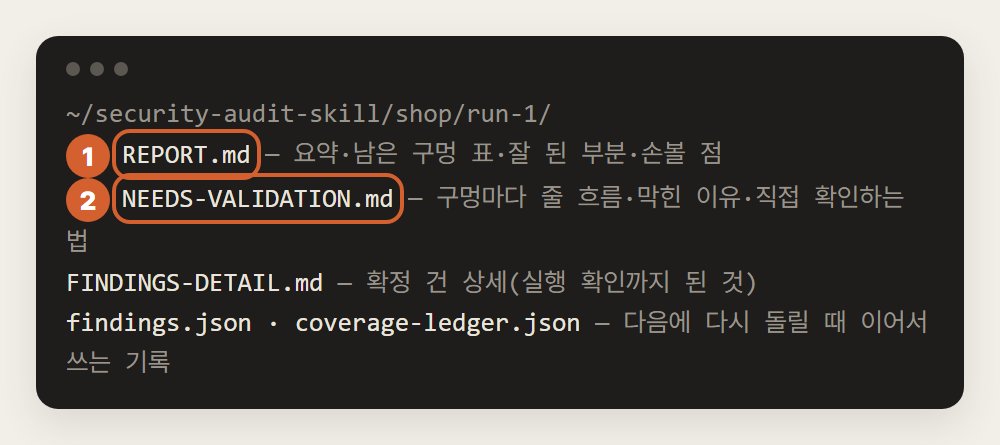 ~/security-audit-skill/shop/run-1/
1 REPORT.md — 요약·남은 구멍 표·잘 된 부분·손볼 점
2 NEEDS-VALIDATION.md — 구멍마다 줄 흐름·막힌 이유·직접 확인하는
법
FINDINGS-DETAIL.md — 확정 건 상세(실행 확인까지 된 것)
findings.json · coverage-ledger.json — 다음에 다시 돌릴 때 이어서
쓰는 기록